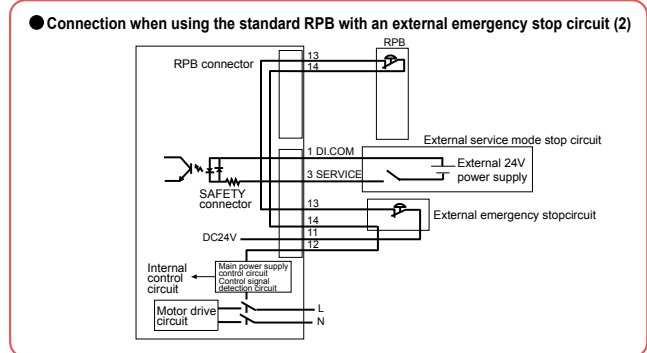 ● Connection when using the standard RPB with an external emergency stop circuit (2)
RPB
13
14
RPB connector
External service mode stop circuit
1 DI.COM
External 24V
power supply
3 SERVICE
SAFETY
connector
13
14
External emergency stopcircuit
11
DC24V
12
Internal
control
circuit
Main power supply
control circuit
Control signal
detection circuit
Motor drive
circuit
L
N